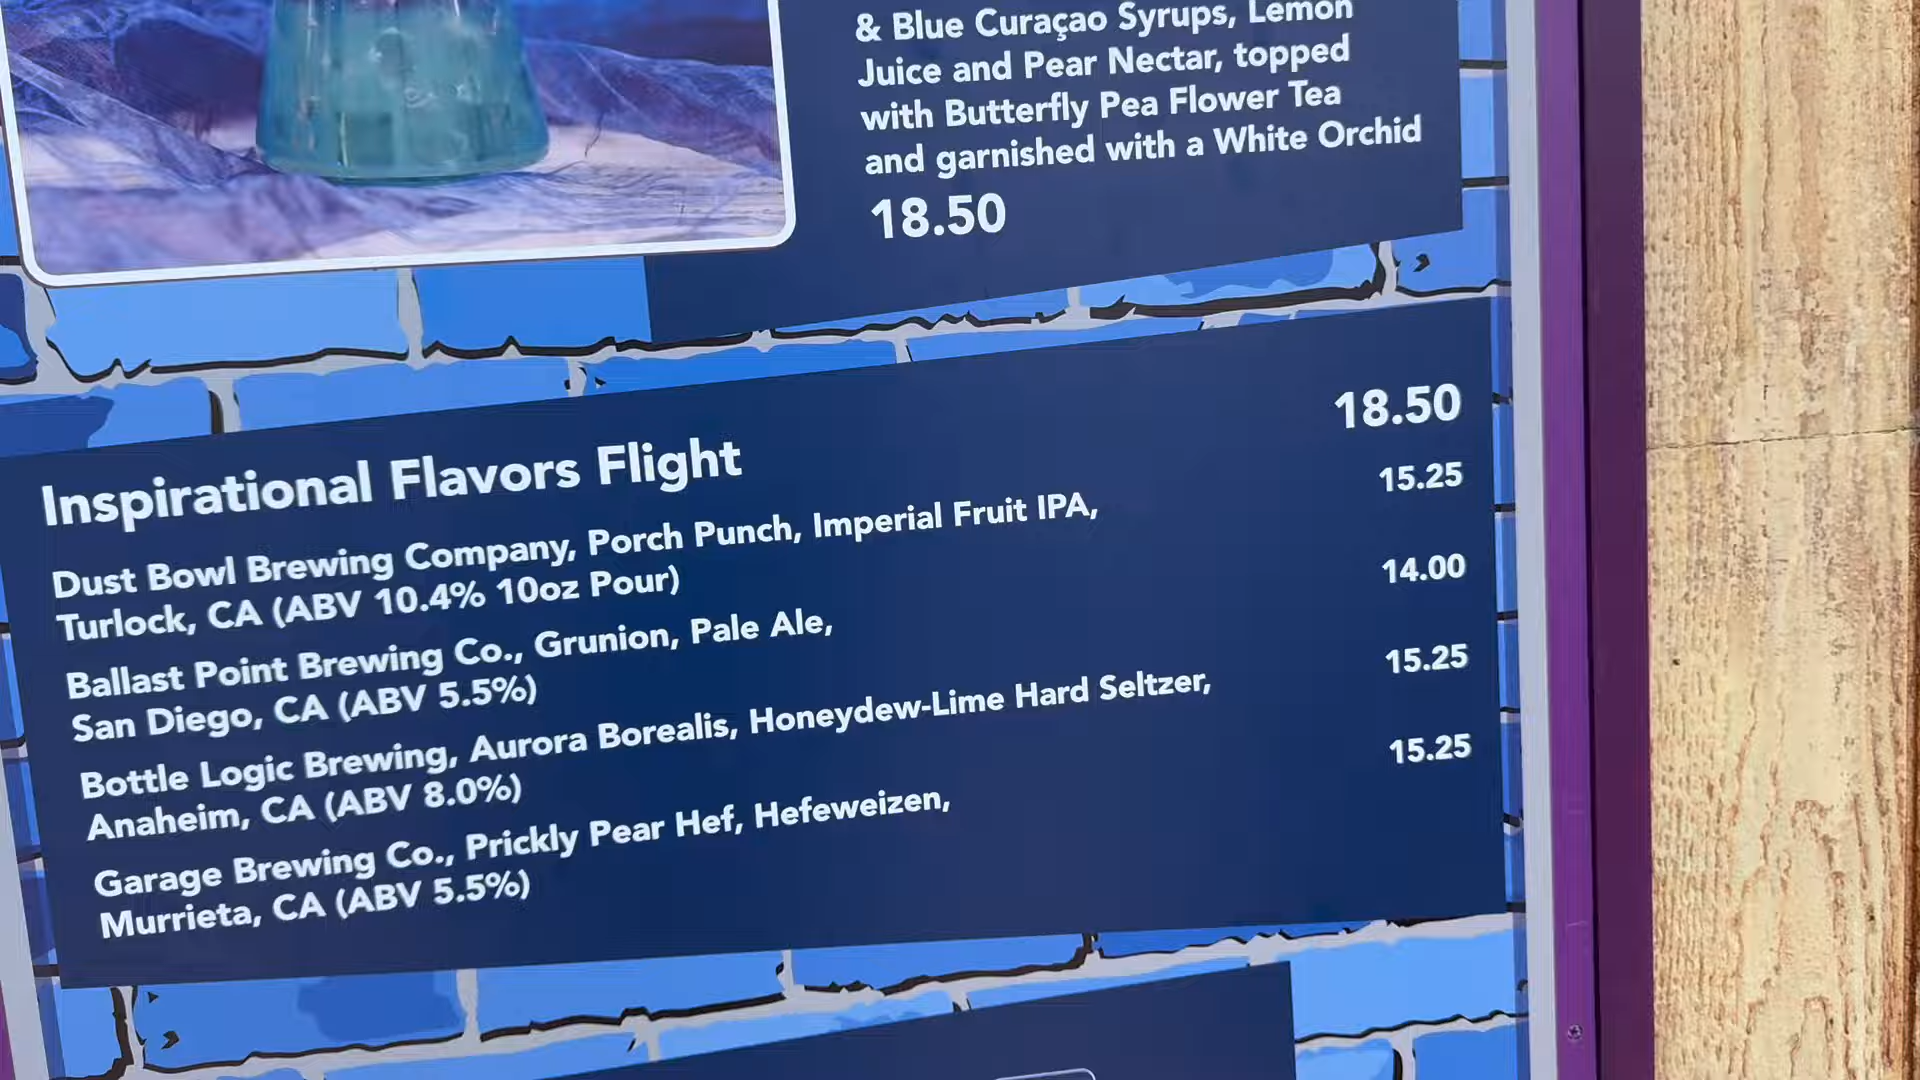 & Blue Curaçao Syrups, Lemon
Juice and Pear Nectar, topped
with Butterfly Pea Flower Tea
and garnished with a White Orchid
18.50
Inspirational Flavors Flight 18.50
Dust Bowl Brewing Company, Porch Punch, Imperial Fruit IPA, 15.25
Turlock, CA (ABV 10.4% 10oz Pour)
Ballast Point Brewing Co., Grunion, Pale Ale, 14.00
San Diego, CA (ABV 5.5%)
Bottle Logic Brewing, Aurora Borealis, Honeydew-Lime Hard Seltzer, 15.25
Anaheim, CA (ABV 8.0%)
Garage Brewing Co., Prickly Pear Hef, Hefeweizen, 15.25
Murrieta, CA (ABV 5.5%)